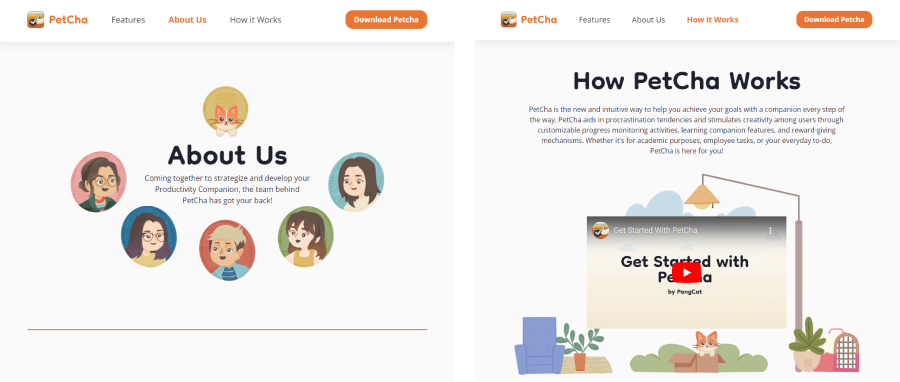 PetCha Features About Us How it Works Download Petcha
About Us
Coming together to strategize and develop your
Productivity Companion, the team behind
PetCha has got your back!
PetCha Features About Us How it Works Download Petcha
How PetCha Works
PetCha is the new and intuitive way to help you achieve your goals with a companion every step of
the way. PetCha aids in procrastination tendencies and stimulates creativity among users through
customizable progress monitoring activities, learning companion features, and reward-giving
mechanisms. Whether it's for academic purposes, employee tasks, or your everyday to-do,
PetCha is here for you!
Get Started With PetCha
Get Started with
by PangCat